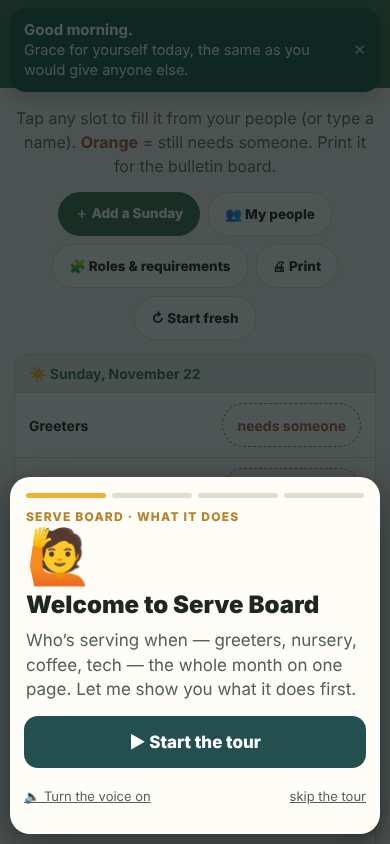 Good morning.
Grace for yourself today, the same as you
would give anyone else.
✕
Tap any slot to fill it from your people (or type a
name). Orange = still needs someone. Print it
for the bulletin board.
＋ Add a Sunday
👥 My people
🧩 Roles & requirements
🖨 Print
↻ Start fresh
☀️ Sunday, November 22
Greeters
needs someone
SERVE BOARD · WHAT IT DOES
Welcome to Serve Board
Who’s serving when — greeters, nursery,
coffee, tech — the whole month on one
page. Let me show you what it does first.
▶ Start the tour
🔈 Turn the voice on
skip the tour